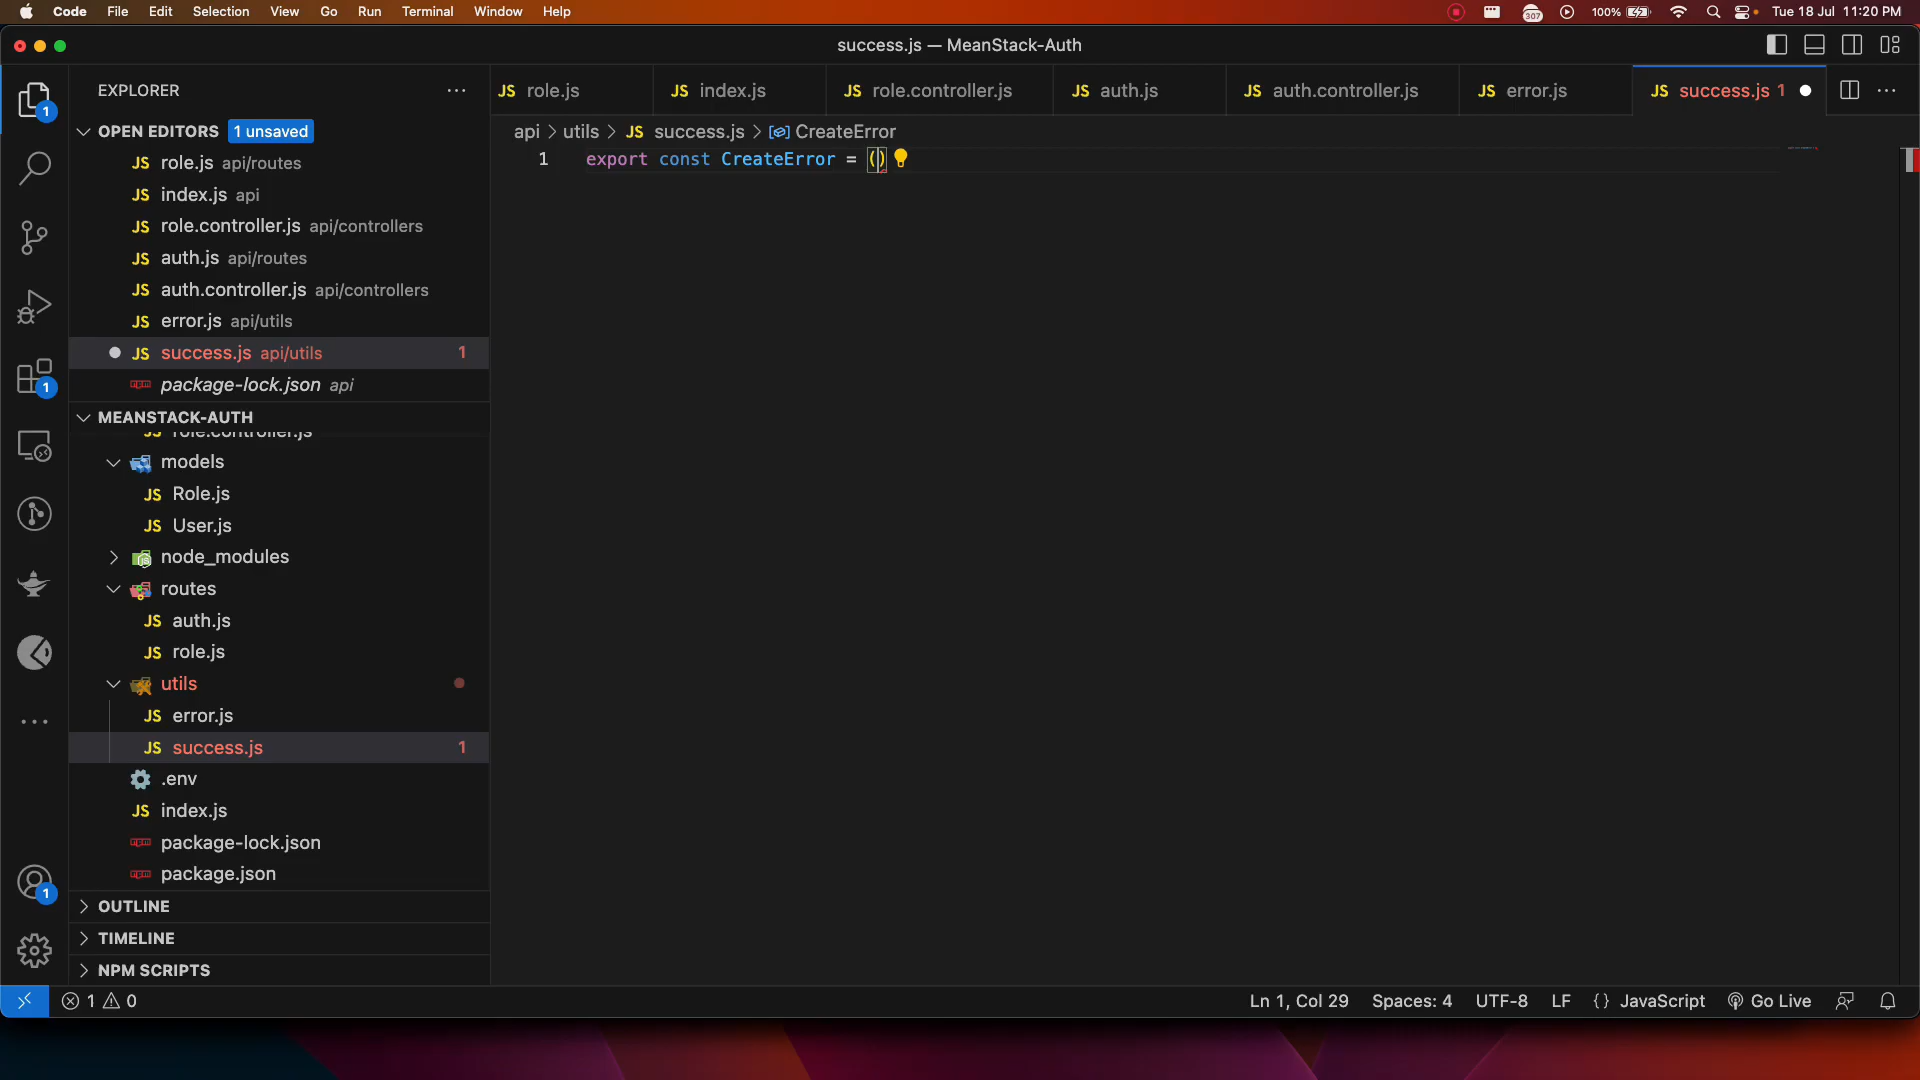 Code File Edit Selection View Go Run Terminal Window Help 307 100% Tue 18 Jul 11:20 PM
success.js — MeanStack-Auth
EXPLORER
JS role.js JS index.js JS role.controller.js JS auth.js JS auth.controller.js JS error.js JS success.js 1
OPEN EDITORS 1 unsaved
api > utils > JS success.js > CreateError
1 export const CreateError = ()
JS role.js api/routes
JS index.js api
JS role.controller.js api/controllers
JS auth.js api/routes
JS auth.controller.js api/controllers
JS error.js api/utils
JS success.js api/utils 1
package-lock.json api
MEANSTACK-AUTH
JS role.controller.js
models
JS Role.js
JS User.js
node_modules
routes
JS auth.js
JS role.js
utils
JS error.js
JS success.js 1
.env
JS index.js
package-lock.json
package.json
OUTLINE
TIMELINE
NPM SCRIPTS
1
1
1
1 0 Ln 1, Col 29 Spaces: 4 UTF-8 LF {} JavaScript Go Live